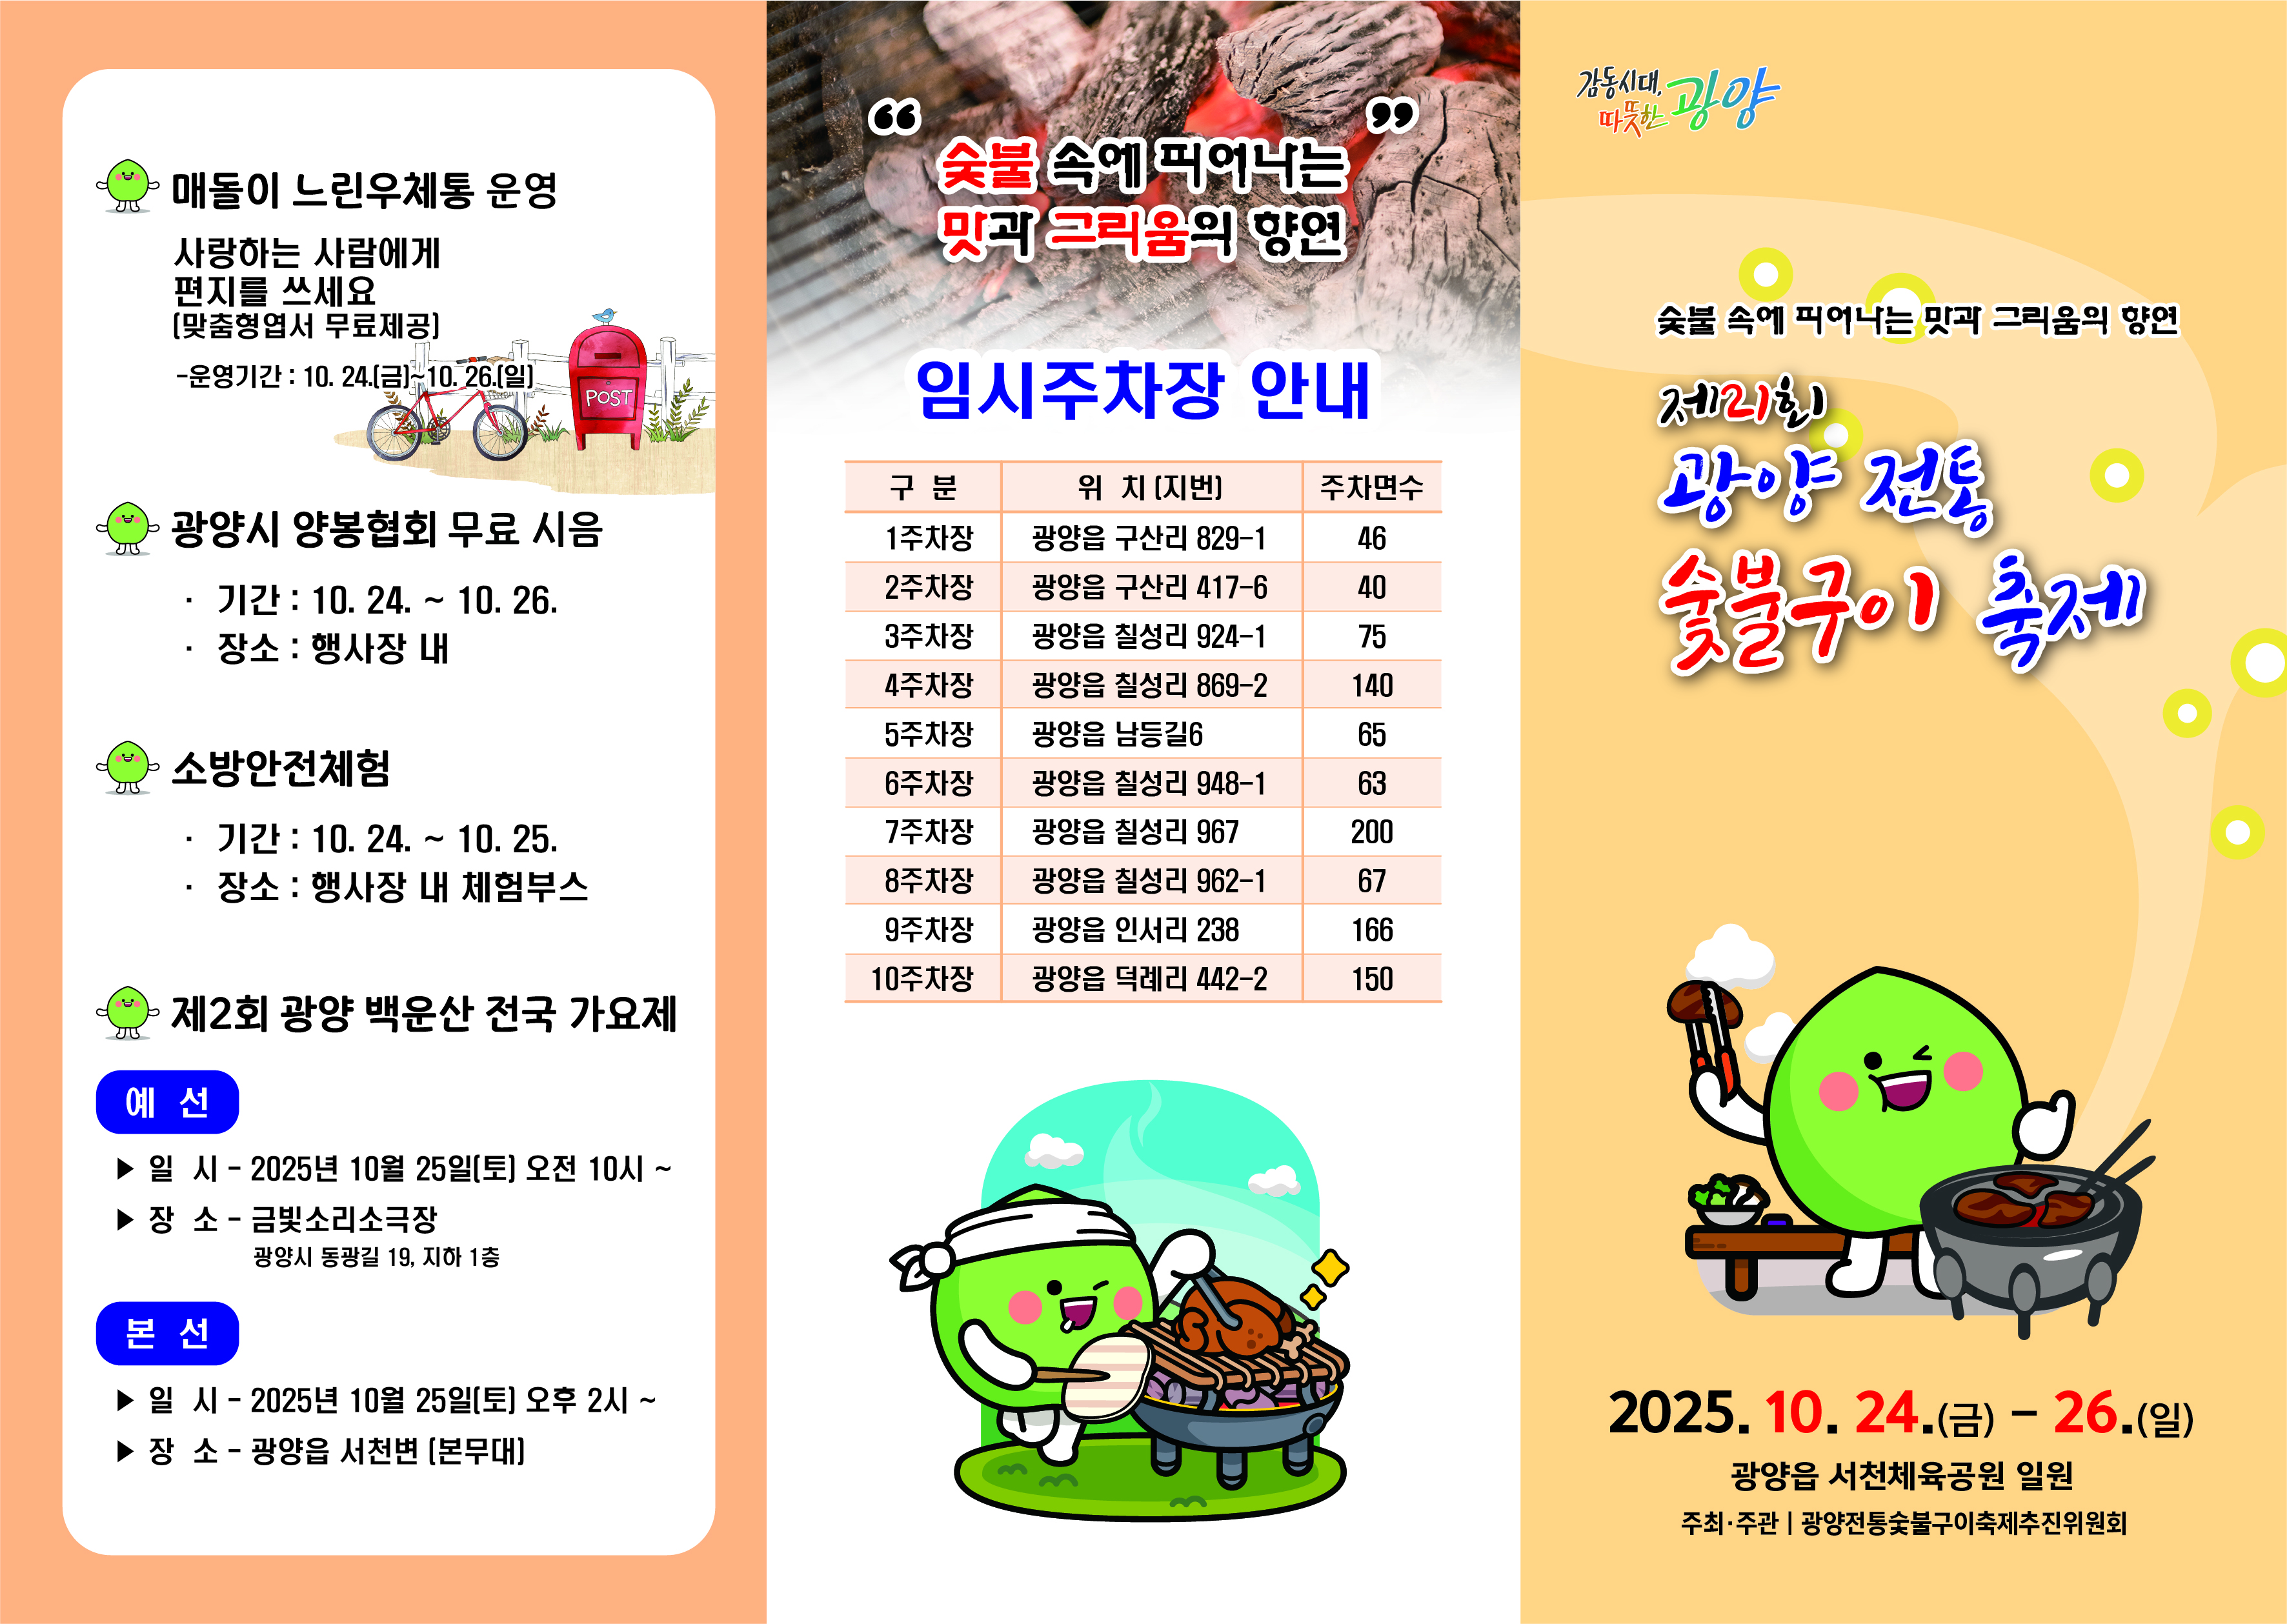 매돌이 느린우체통 운영
사랑하는 사람에게
편지를 쓰세요
(맞춤형엽서 무료제공)
-운영기간 : 10. 24.(금)~10. 26.(일)
POST
광양시 양봉협회 무료 시음
· 기간 : 10. 24. ~ 10. 26.
· 장소 : 행사장 내
소방안전체험
· 기간 : 10. 24. ~ 10. 25.
· 장소 : 행사장 내 체험부스
제2회 광양 백운산 전국 가요제
예 선
▶ 일 시 - 2025년 10월 25일(토) 오전 10시 ~
▶ 장 소 - 금빛소리소극장
광양시 동광길 19, 지하 1층
본 선
▶ 일 시 - 2025년 10월 25일(토) 오후 2시 ~
▶ 장 소 - 광양읍 서천변 (본무대)
“ 숯불 속에 피어나는 ”
맛과 그리움의 향연
임시주차장 안내
구 분 위 치 (지번) 주차면수
1주차장 광양읍 구산리 829-1 46
2주차장 광양읍 구산리 417-6 40
3주차장 광양읍 칠성리 924-1 75
4주차장 광양읍 칠성리 869-2 140
5주차장 광양읍 남등길6 65
6주차장 광양읍 칠성리 948-1 63
7주차장 광양읍 칠성리 967 200
8주차장 광양읍 칠성리 962-1 67
9주차장 광양읍 인서리 238 166
10주차장 광양읍 덕례리 442-2 150
감동시대,
따뜻한 광양
숯불 속에 피어나는 맛과 그리움의 향연
제21회
광양 전통
숯불구이 축제
2025. 10. 24.(금) - 26.(일)
광양읍 서천체육공원 일원
주최·주관 | 광양전통숯불구이축제추진위원회